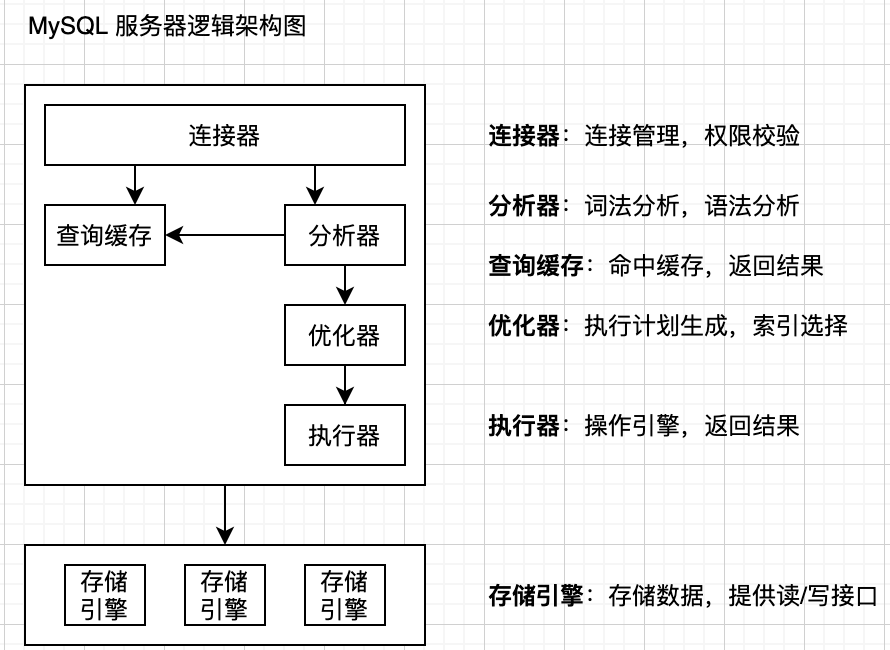 MySQL 服务器逻辑架构图
连接器
连接器：连接管理，权限校验
查询缓存
分析器
分析器：词法分析，语法分析
查询缓存：命中缓存，返回结果
优化器
优化器：执行计划生成，索引选择
执行器
执行器：操作引擎，返回结果
存储
引擎
存储
引擎
存储
引擎
存储引擎：存储数据，提供读/写接口